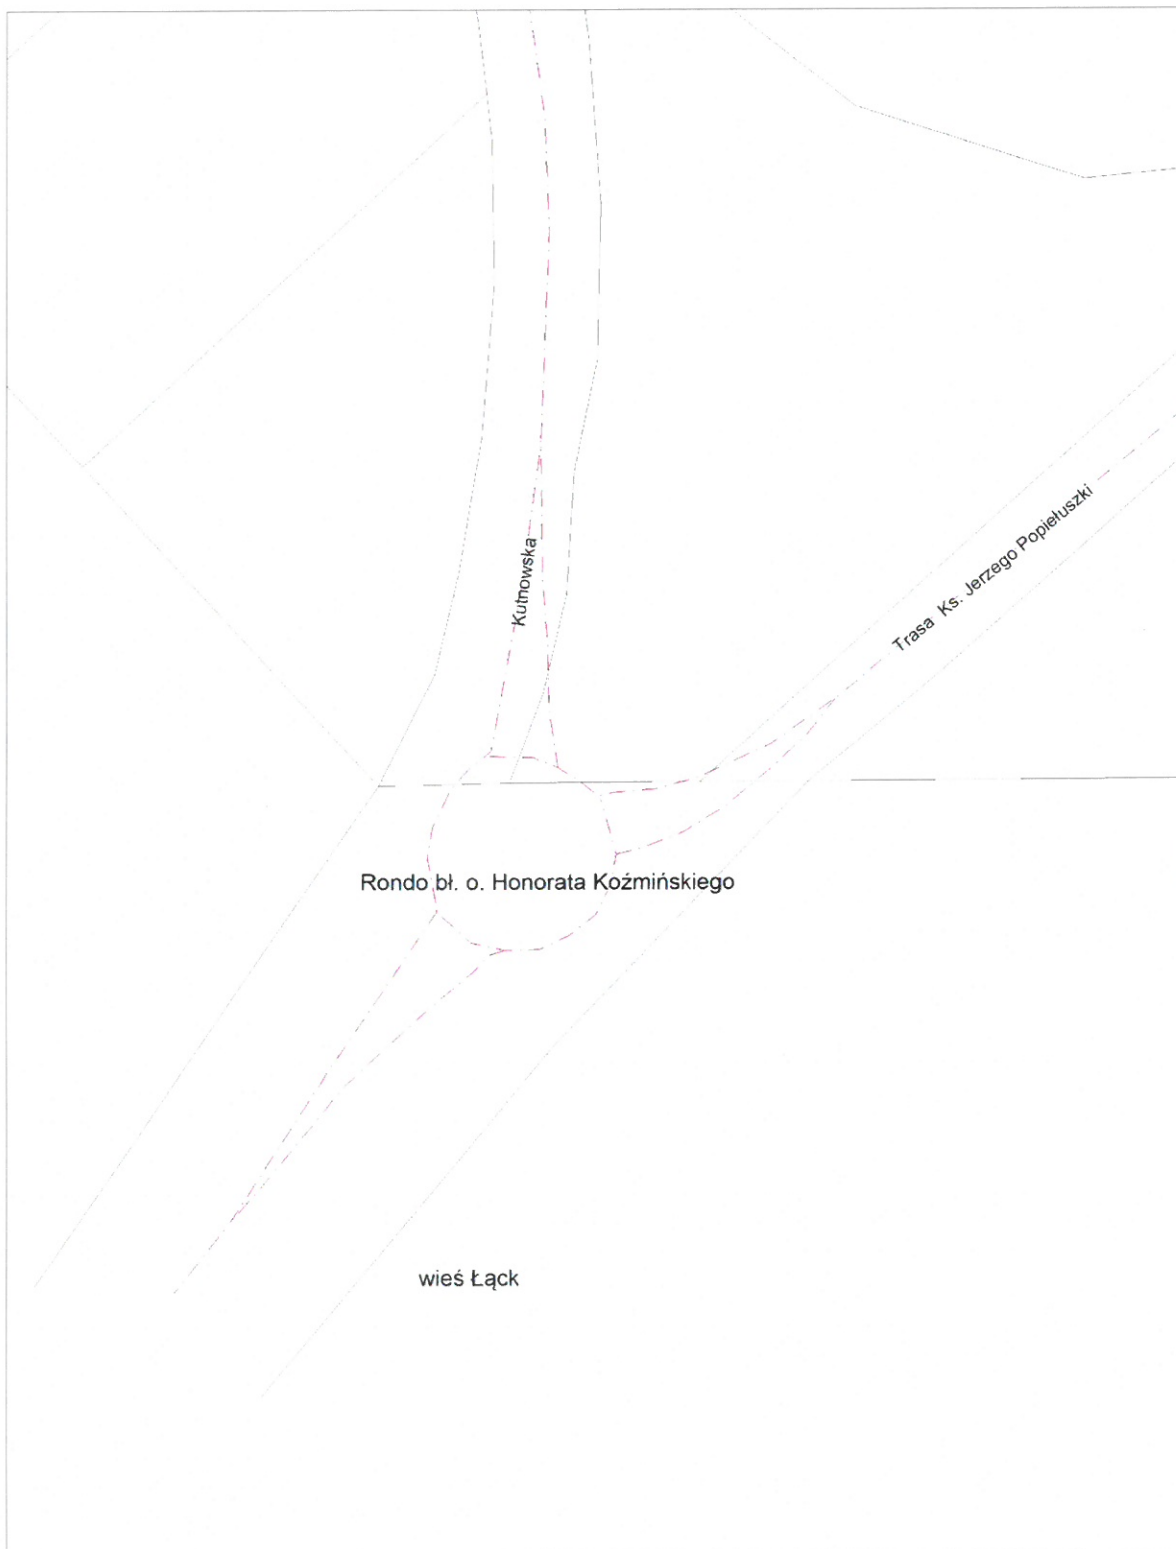 Kutnowska
Trasa Ks. Jerzego Popiełuszki
Rondo bł. o. Honorata Koźmińskiego
wieś Łąck